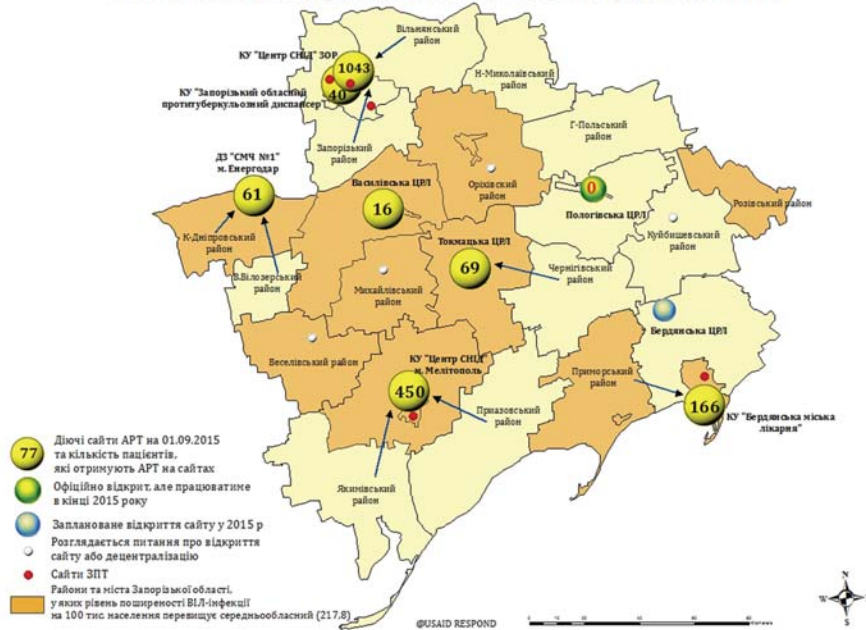 Вільнянський
район
КУ "Центр СНІД" ЗОР
1043
40
КУ "Запорізький обласний
протитуберкульозний диспансер"
Н-Миколаївський
район
Запорізький
район
Г-Польський
район
ДЗ "СМЧ №1"
м. Енергодар
61
Василівська ЦРЛ
16
Оріхівский
район
0
Пологівська ЦРЛ
Розівський район
К-Дніпровський
район
Токмацька ЦРЛ
69
Куйбишевський
район
В.Білозерський
район
Михайлівський
район
Чернігівський
район
Бердянська ЦРЛ
Веселівський район
КУ "Центр СНІД"
м. Мелітополь
450
Приморський
район
166
КУ "Бердянська міська
лікарня"
Приазовський
район
Якимівський
район
77
Діючі сайти АРТ на 01.09.2015
та кількість пацієнтів,
які отримують АРТ на сайтах
Офіційно відкрит, але працюватиме
в кінці 2015 року
Заплановане відкриття сайту у 2015 р
Розглядається питання про відкриття
сайту або децентралізацію
Сайти ЗПТ
Райони та міста Запорізької області,
у яких рівень поширеності ВІЛ-інфекції
на 100 тис. населення перевищує середньообласний (217,8)
@USAID RESPOND
N
W
E
S